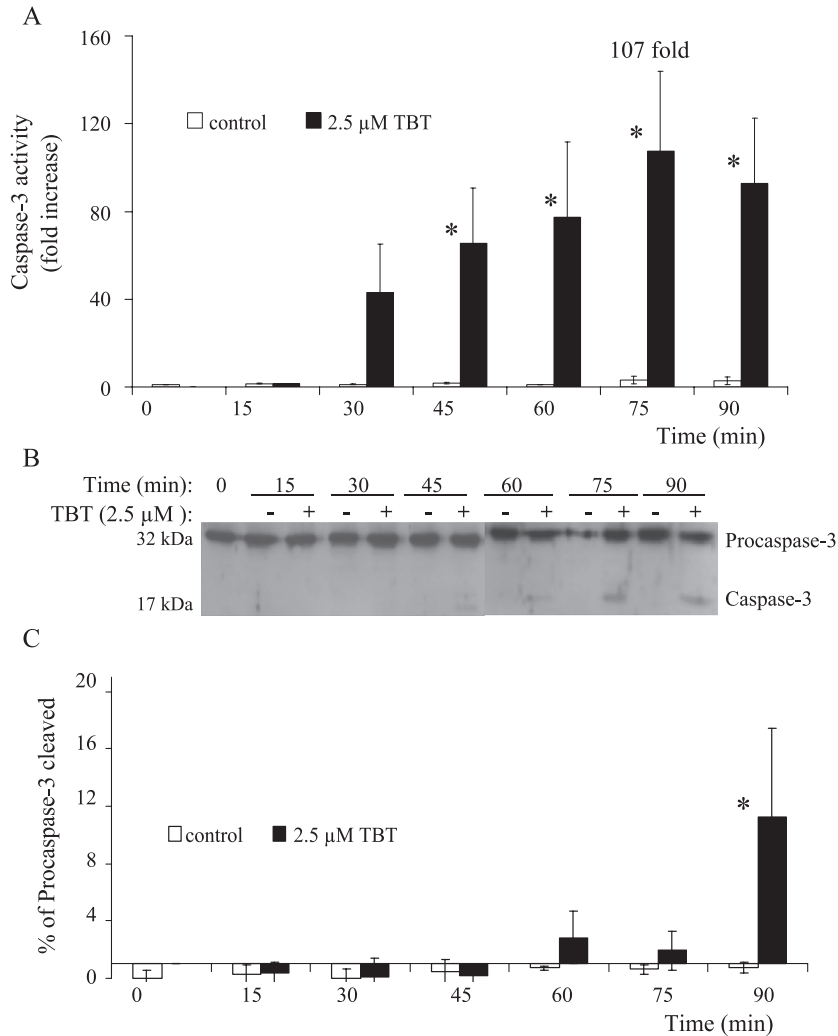 A
160
120
80
40
0
Caspase-3 activity
(fold increase)
control
2.5 µM TBT
107 fold
*
*
*
*
0 15 30 45 60 75 90
Time (min)
B
Time (min): 0 15 30 45 60 75 90
TBT (2.5 µM ): - + - + - + - + - + - +
32 kDa
Procaspase-3
17 kDa
Caspase-3
C
20
16
12
8
4
0
% of Procaspase-3 cleaved
control
2.5 µM TBT
*
0 15 30 45 60 75 90
Time (min)